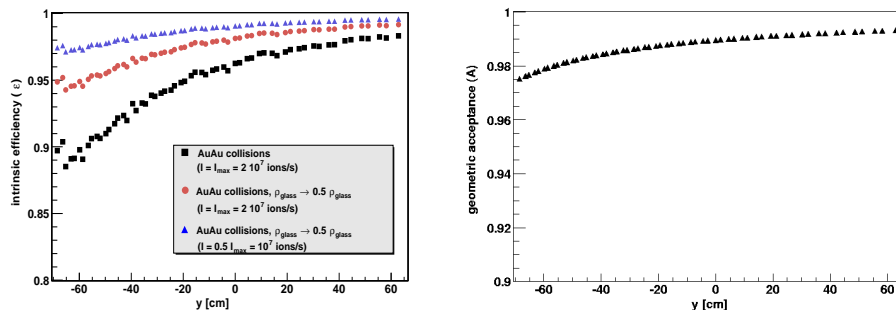 intrinsic efficiency ( ε)
1
0.95
0.9
0.85
0.8
AuAu collisions
(I = Imax = 2 10⁷ ions/s)
AuAu collisions, ρglass → 0.5 ρglass
(I = Imax = 2 10⁷ ions/s)
AuAu collisions, ρglass → 0.5 ρglass
(I = 0.5 Imax = 10⁷ ions/s)
-60 -40 -20 0 20 40 60
y [cm]
geometric acceptance (A)
1
0.98
0.96
0.94
0.92
0.9
-60 -40 -20 0 20 40 60
y [cm]